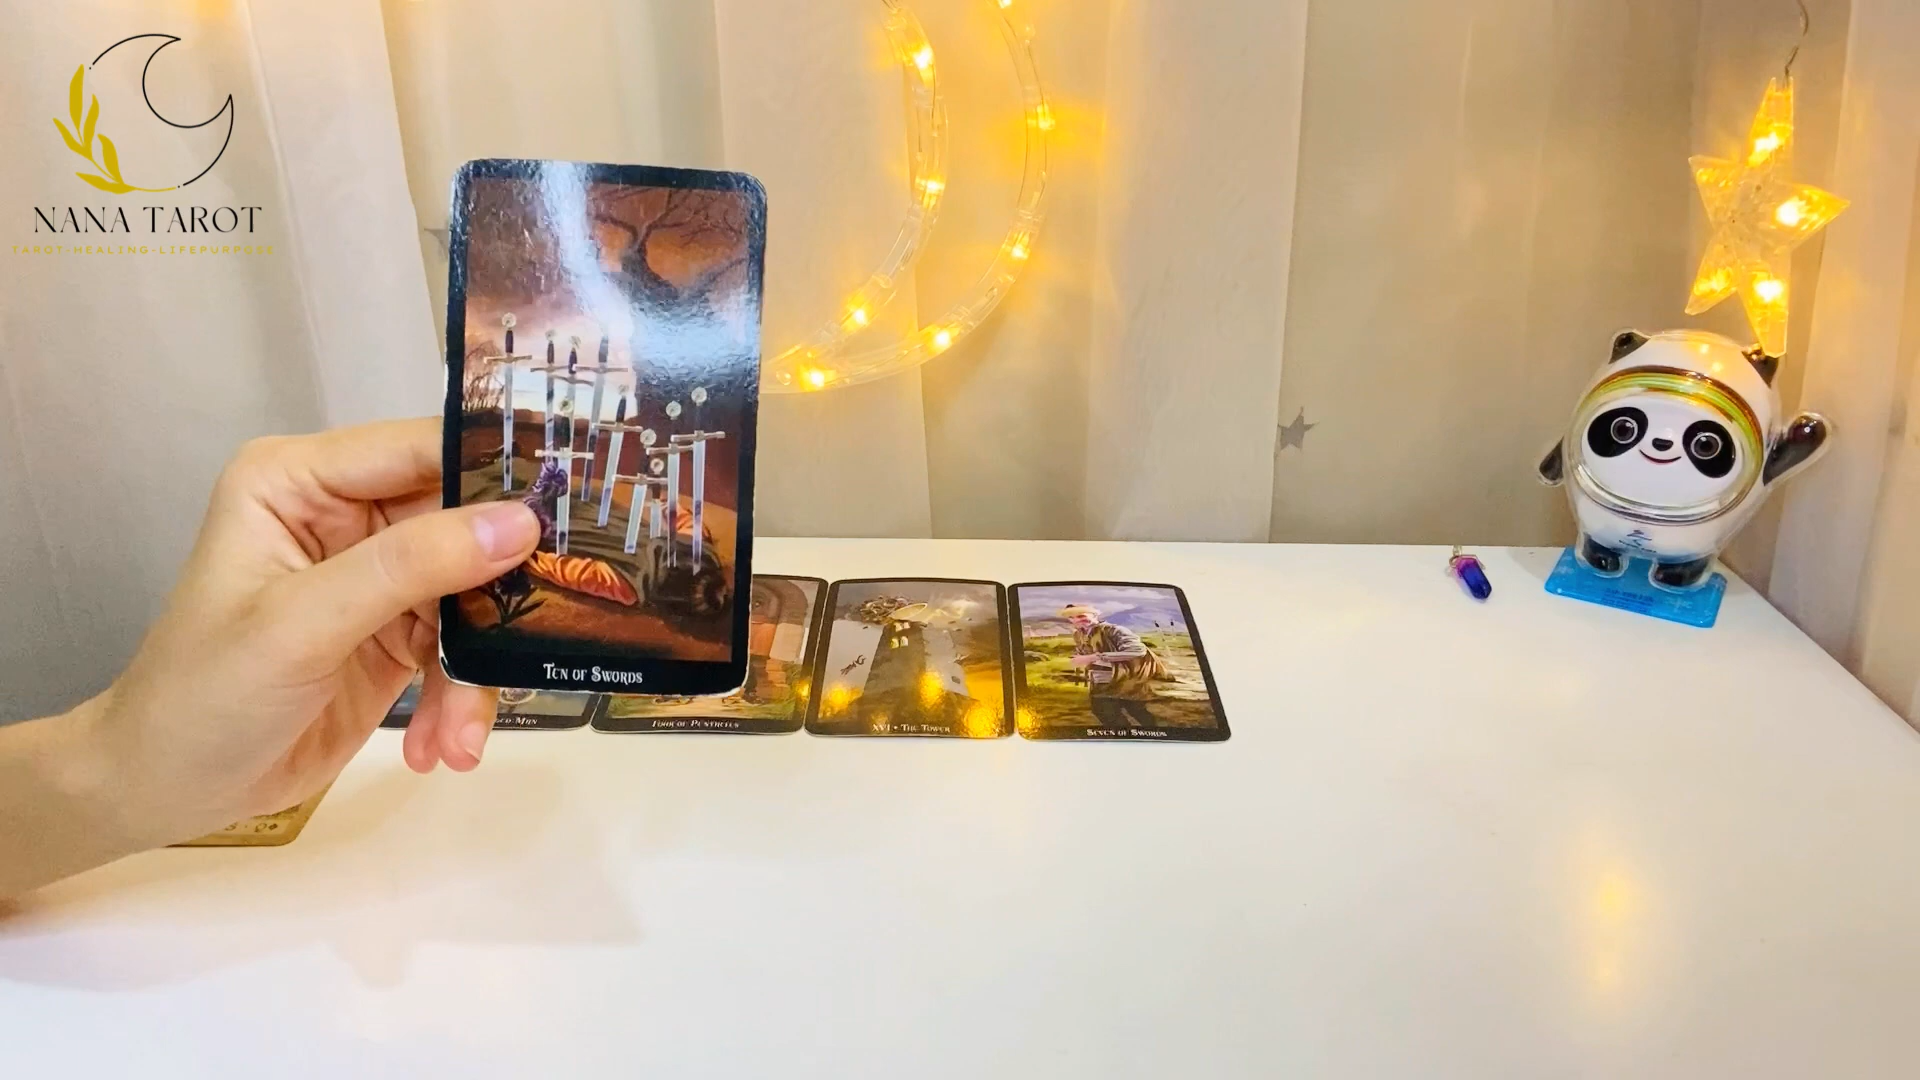 NANA TAROT
TAROT-HEALING-LIFEPURPOSE
TEN OF SWORDS
FOUR OF PENTACLES
XVI • THE TOWER
SEVEN OF SWORDS